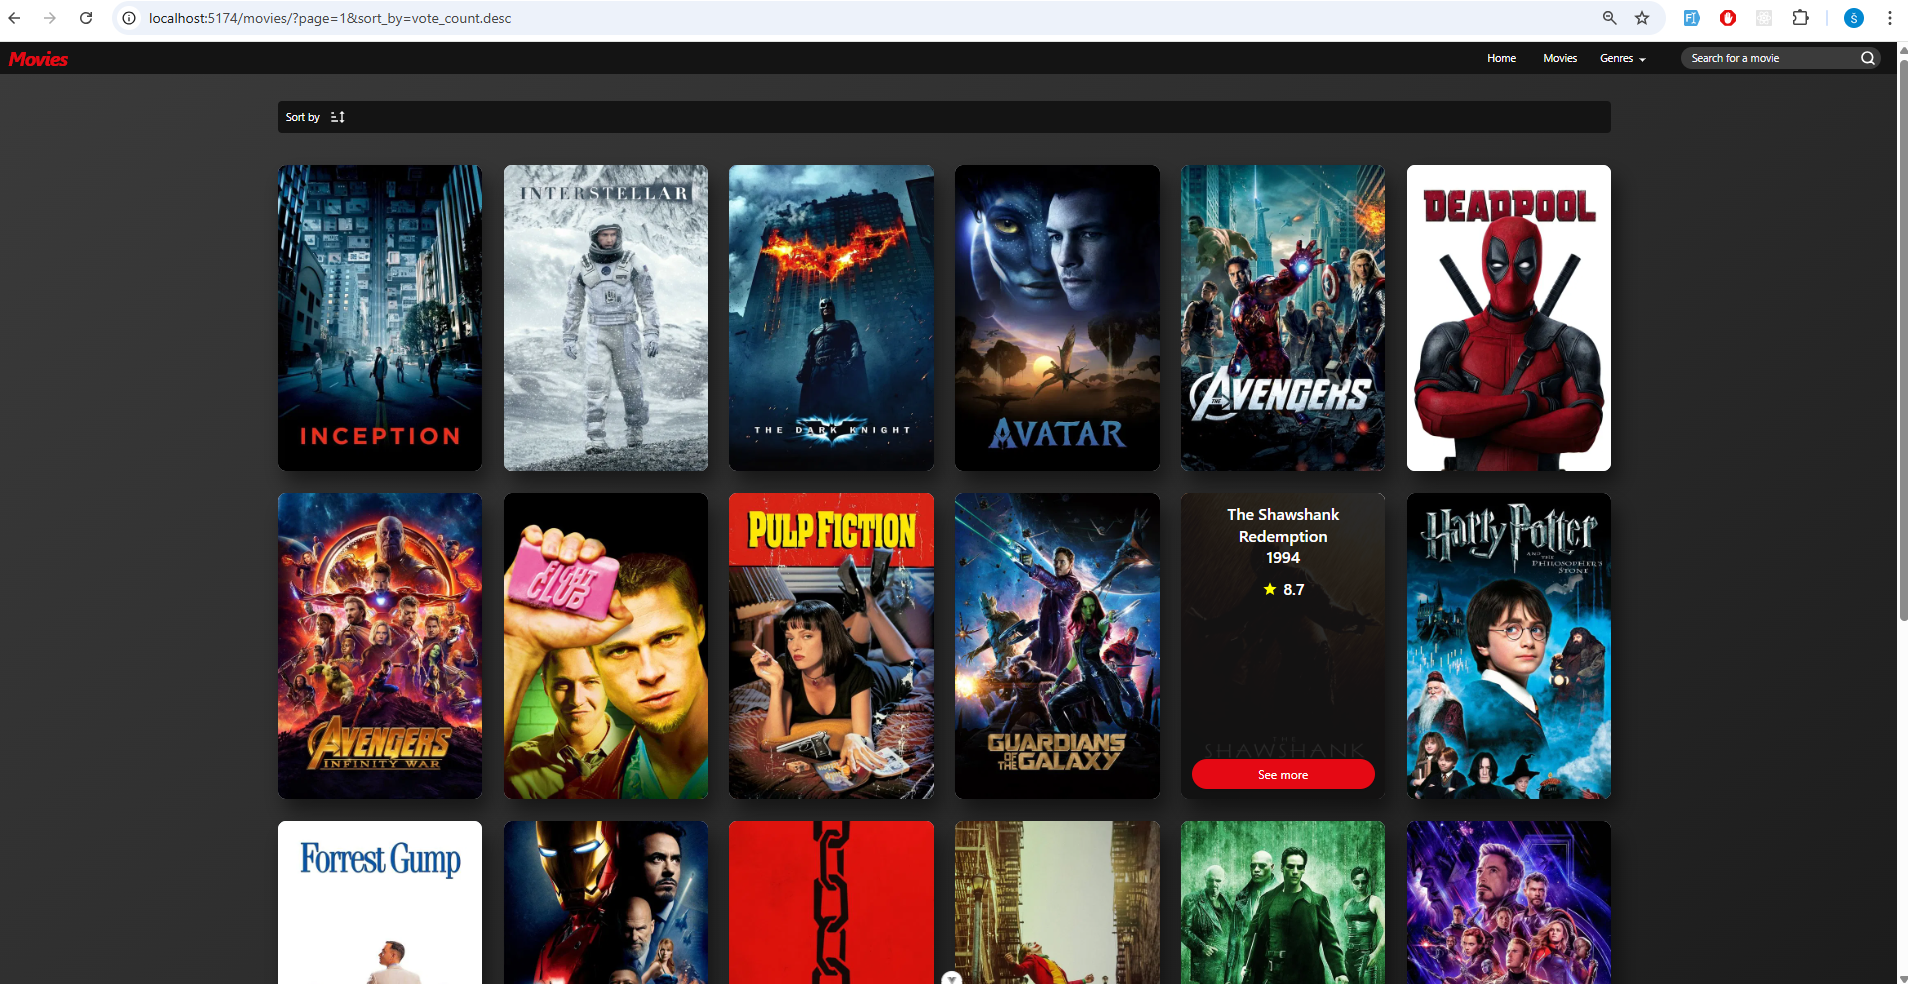 localhost:5174/movies/?page=1&sort_by=vote_count.desc
Š
Movies
Home
Movies
Genres
Search for a movie
Sort by
INCEPTION
INTERSTELLAR
THE DARK KNIGHT
AVATAR
THE AVENGERS
DEADPOOL
AVENGERS
INFINITY WAR
FIGHT
CLUB
PULP FICTION
GUARDIANS
OF THE GALAXY
The Shawshank
Redemption
1994
8.7
THE
SHAWSHANK
See more
Harry Potter
AND THE
PHILOSOPHER'S
STONE
Forrest Gump